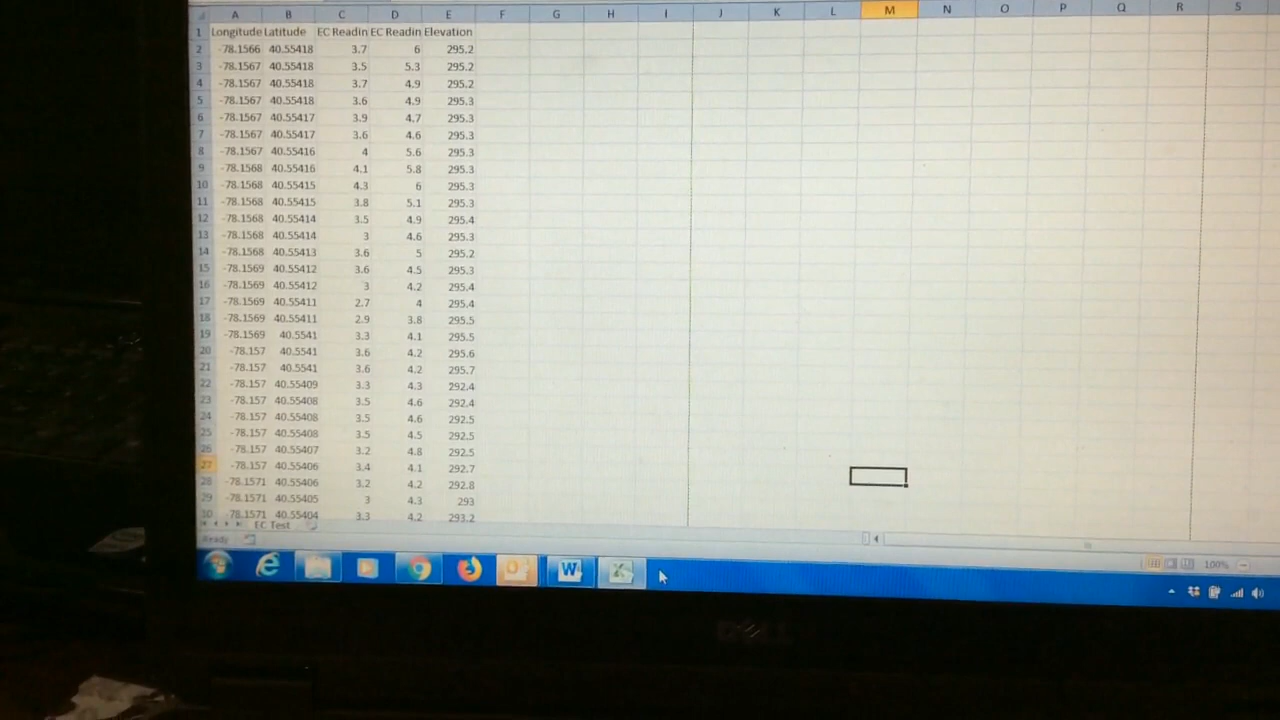 A B C D E F G H I J K L M N O P Q R S
1 Longitude Latitude EC Readin EC Readin Elevation
2 -78.1566 40.55418 3.7 6 295.2
3 -78.1567 40.55418 3.5 5.3 295.2
4 -78.1567 40.55418 3.7 4.9 295.2
5 -78.1567 40.55418 3.6 4.9 295.3
6 -78.1567 40.55417 3.9 4.7 295.3
7 -78.1567 40.55417 3.6 4.6 295.3
8 -78.1567 40.55416 4 5.6 295.3
9 -78.1568 40.55416 4.1 5.8 295.3
10 -78.1568 40.55415 4.3 6 295.3
11 -78.1568 40.55415 3.8 5.1 295.3
12 -78.1568 40.55414 3.5 4.9 295.4
13 -78.1568 40.55414 3 4.6 295.3
14 -78.1568 40.55413 3.6 5 295.2
15 -78.1569 40.55412 3.6 4.5 295.3
16 -78.1569 40.55412 3 4.2 295.4
17 -78.1569 40.55411 2.7 4 295.4
18 -78.1569 40.55411 2.9 3.8 295.5
19 -78.1569 40.5541 3.3 4.1 295.5
20 -78.157 40.5541 3.6 4.2 295.6
21 -78.157 40.5541 3.6 4.2 295.7
22 -78.157 40.55409 3.3 4.3 292.4
23 -78.157 40.55408 3.5 4.6 292.4
24 -78.157 40.55408 3.5 4.6 292.5
25 -78.157 40.55408 3.5 4.5 292.5
26 -78.157 40.55407 3.2 4.8 292.5
27 -78.157 40.55406 3.4 4.1 292.7
28 -78.1571 40.55406 3.2 4.2 292.8
29 -78.1571 40.55405 3 4.3 293
30 -78.1571 40.55404 3.3 4.2 293.2
EC Test
Ready
100%
DELL